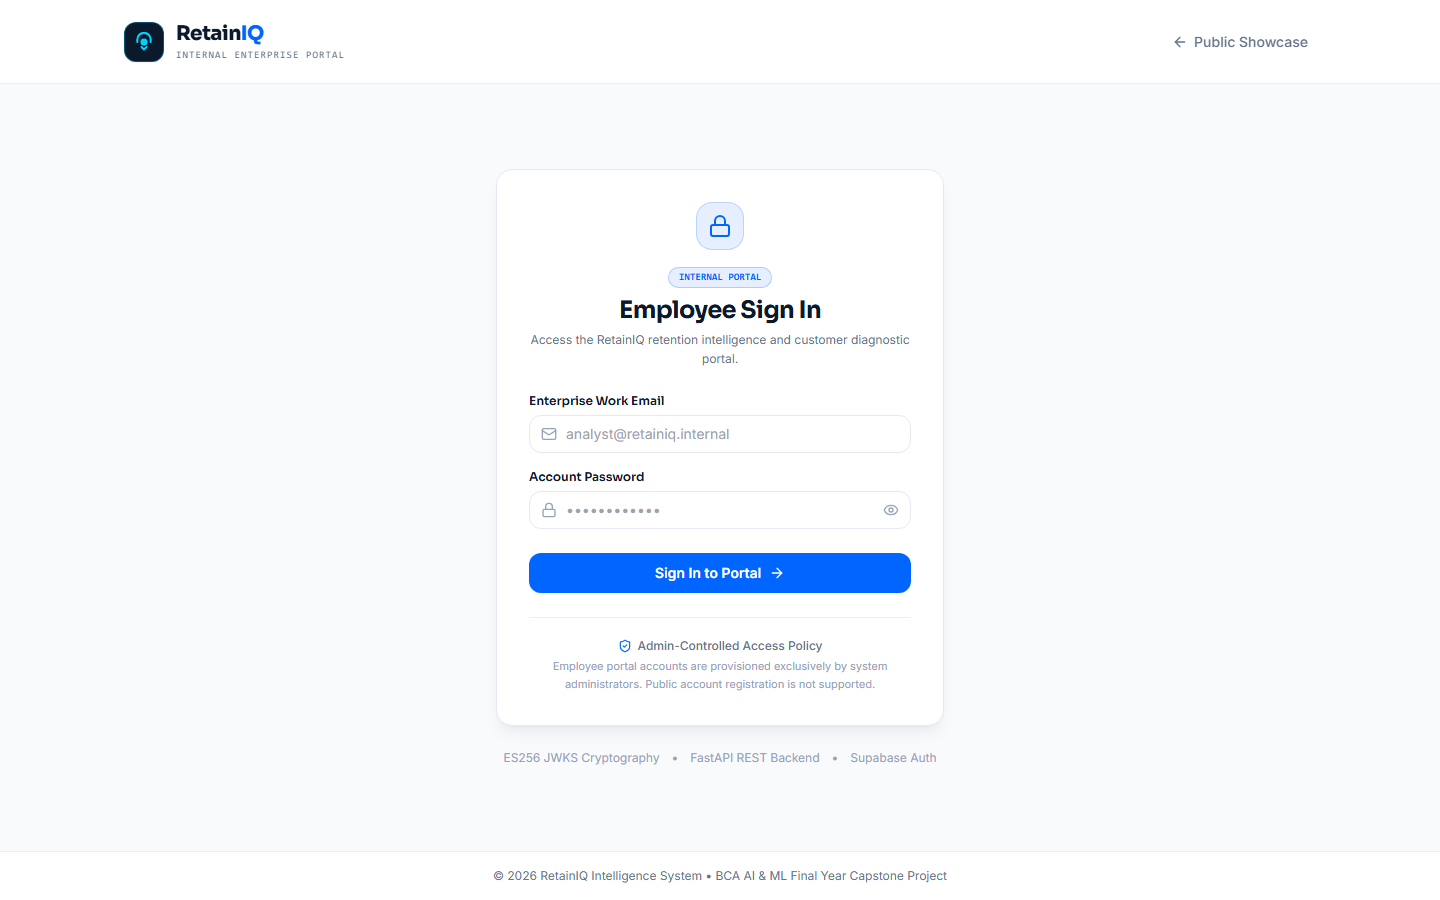 RetainIQ
INTERNAL ENTERPRISE PORTAL
Public Showcase
INTERNAL PORTAL
Employee Sign In
Access the RetainIQ retention intelligence and customer diagnostic
portal.
Enterprise Work Email
analyst@retainiq.internal
Account Password
••••••••••••
Sign In to Portal
Admin-Controlled Access Policy
Employee portal accounts are provisioned exclusively by system
administrators. Public account registration is not supported.
ES256 JWKS Cryptography • FastAPI REST Backend • Supabase Auth
© 2026 RetainIQ Intelligence System • BCA AI & ML Final Year Capstone Project